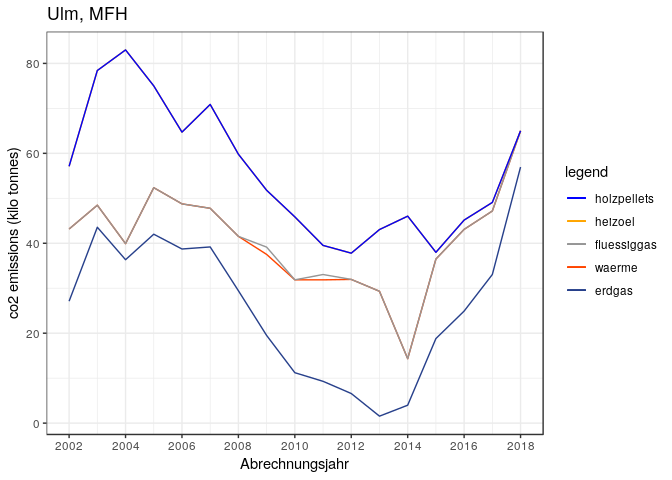 Ulm, MFH
co2 emissions (kilo tonnes)
80
60
40
20
0
2002 2004 2006 2008 2010 2012 2014 2016 2018
Abrechnungsjahr
legend
holzpellets
heizoel
fluessiggas
waerme
erdgas